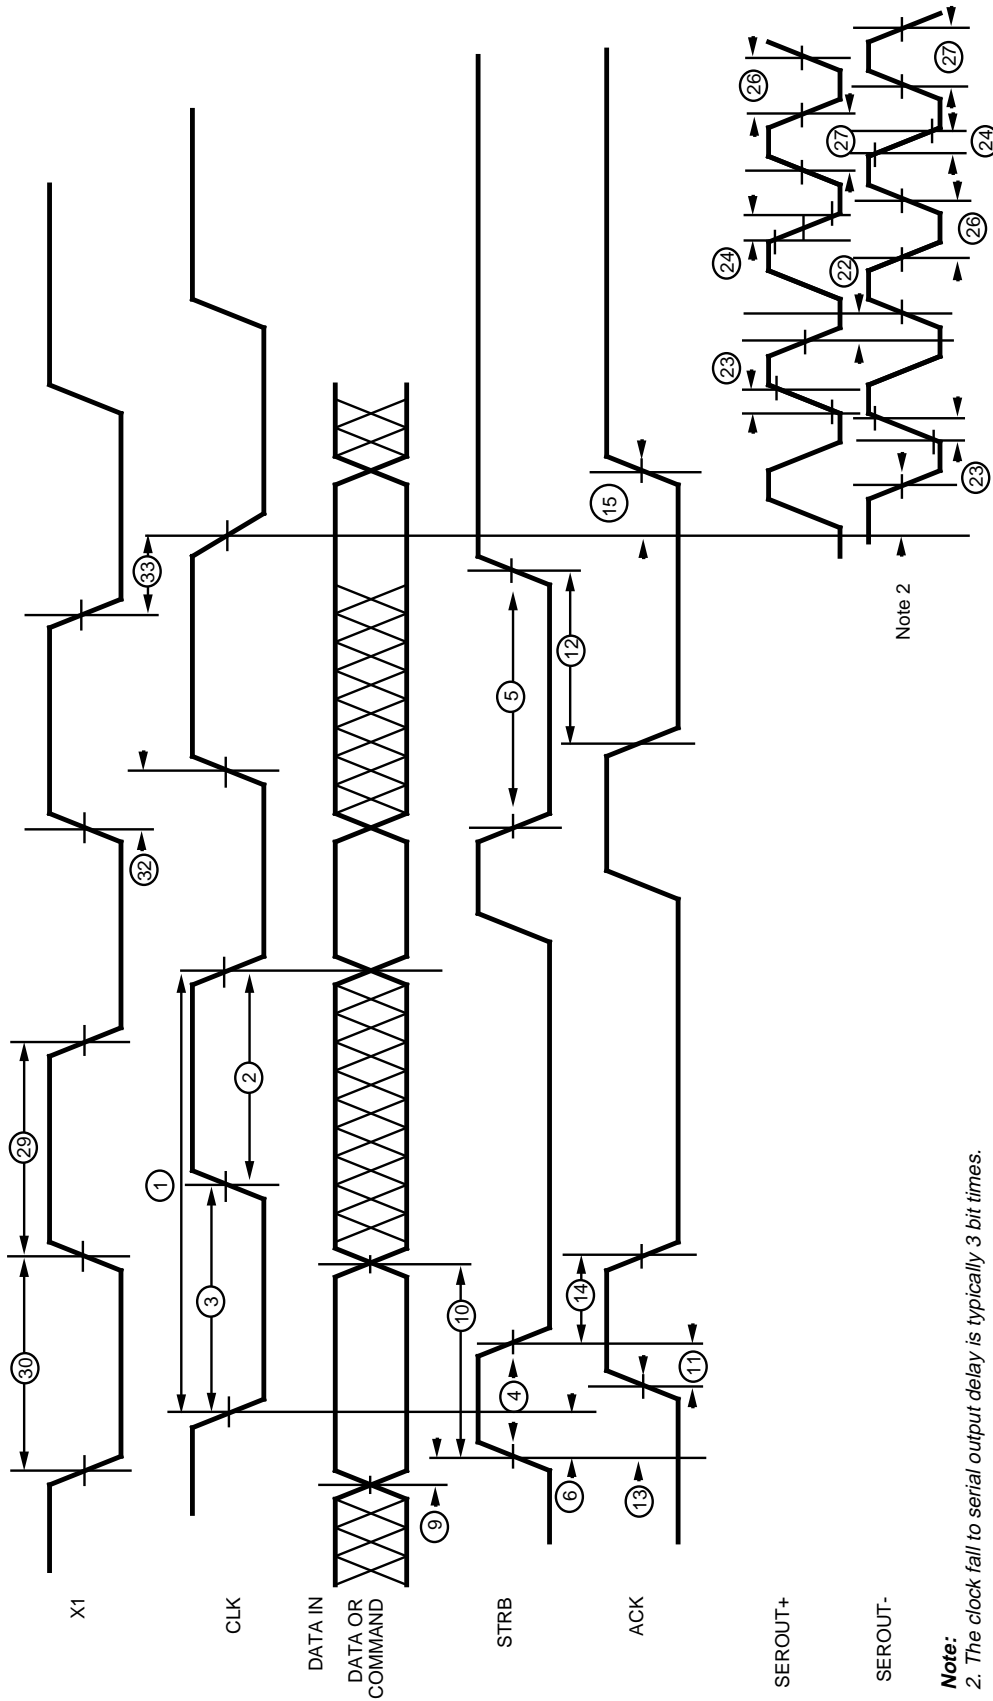 30 29
X1
32 33
1
3 2
CLK
DATA IN
DATA OR
COMMAND
9 10
STRB 4 5
6 14 12
ACK 13 15
11
23 24 26
SEROUT+
22 27
SEROUT-
Note 2
23 26 24 27
Note:
2. The clock fall to serial output delay is typically 3 bit times.